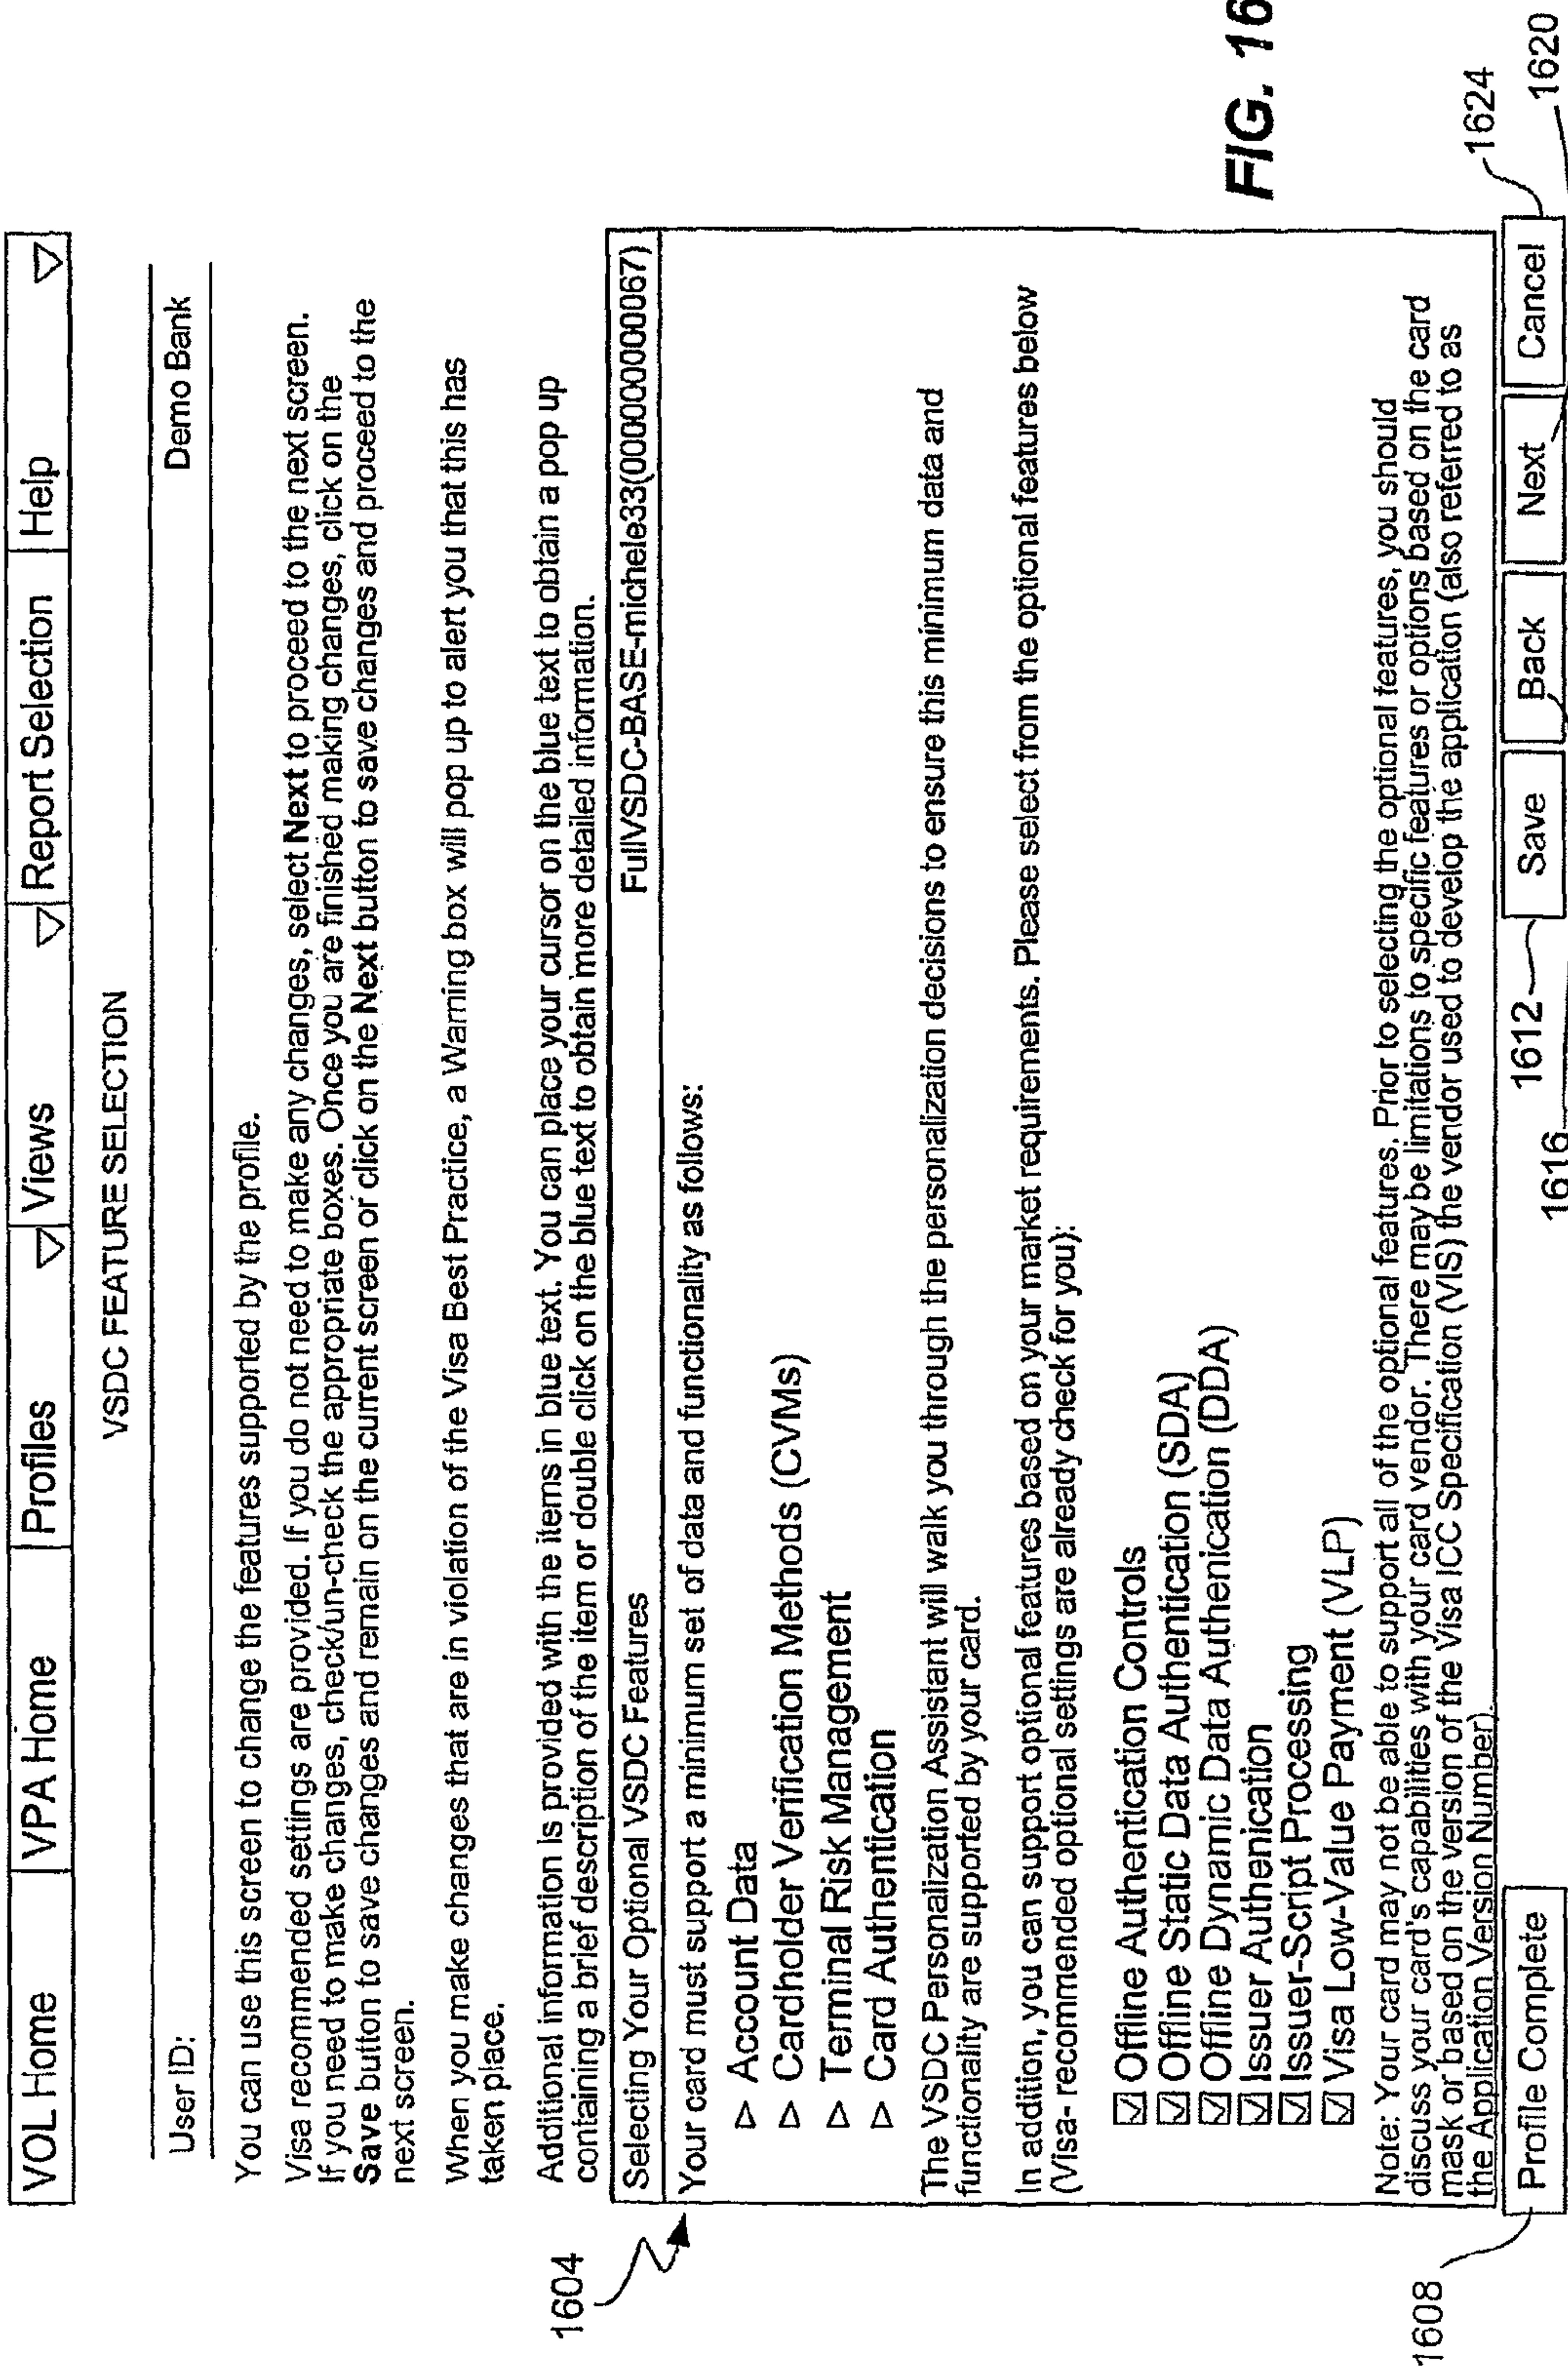 VOL Home | VPA Home | Profiles ▽ | Views ▽ | Report Selection | Help ▽
VSDC FEATURE SELECTION
User ID: Demo Bank
You can use this screen to change the features supported by the profile.
Visa recommended settings are provided. If you do not need to make any changes, select Next to proceed to the next screen.
If you need to make changes, check/un-check the appropriate boxes. Once you are finished making changes, click on the
Save button to save changes and remain on the current screen or click on the Next button to save changes and proceed to the
next screen.
When you make changes that are in violation of the Visa Best Practice, a Warning box will pop up to alert you that this has
taken place.
Additional information is provided with the items in blue text. You can place your cursor on the blue text to obtain a pop up
containing a brief description of the item or double click on the blue text to obtain more detailed information.
1604
Selecting Your Optional VSDC Features FullVSDC-BASE-michele33(00000000067)
Your card must support a minimum set of data and functionality as follows:
▷ Account Data
▷ Cardholder Verification Methods (CVMs)
▷ Terminal Risk Management
▷ Card Authentication
The VSDC Personalization Assistant will walk you through the personalization decisions to ensure this minimum data and
functionality are supported by your card.
In addition, you can support optional features based on your market requirements. Please select from the optional features below
(Visa- recommended optional settings are already check for you):
☑ Offline Authentication Controls
☑ Offline Static Data Authentication (SDA)
☑ Offline Dynamic Data Authenication (DDA)
☑ Issuer Authenication
☑ Issuer-Script Processing
☑ Visa Low-Value Payment (VLP)
Note: Your card may not be able to support all of the optional features. Prior to selecting the optional features, you should
discuss your card's capabilities with your card vendor. There may be limitations to specific features or options based on the card
mask or based on the version of the Visa ICC Specification (VIS) the vendor used to develop the application (also referred to as
the Application Version Number).
1608 Profile Complete 1612 Save Back Next Cancel 1624
1616 1620
FIG. 16